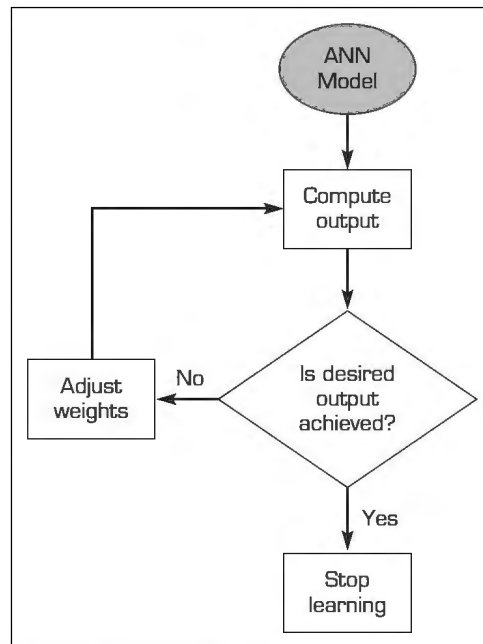 ANN
Model
Compute
output
Is desired
output
achieved?
No
Adjust
weights
Yes
Stop
learning